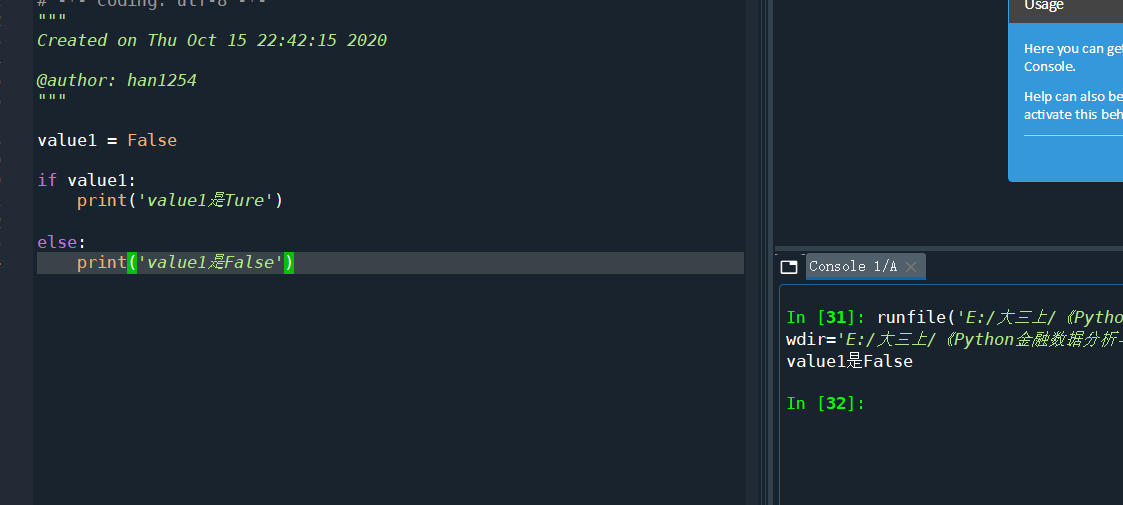 # -*- coding: utf-8 -*-
"""
Created on Thu Oct 15 22:42:15 2020
@author: han1254
"""
value1 = False
if value1:
print('value1是Ture')
else:
print('value1是False')
Usage
Here you can get
Console.
Help can also be
activate this beh
Console 1/A
In [31]: runfile('E:/大三上/《Pytho
wdir='E:/大三上/《Python金融数据分析
value1是False
In [32]: